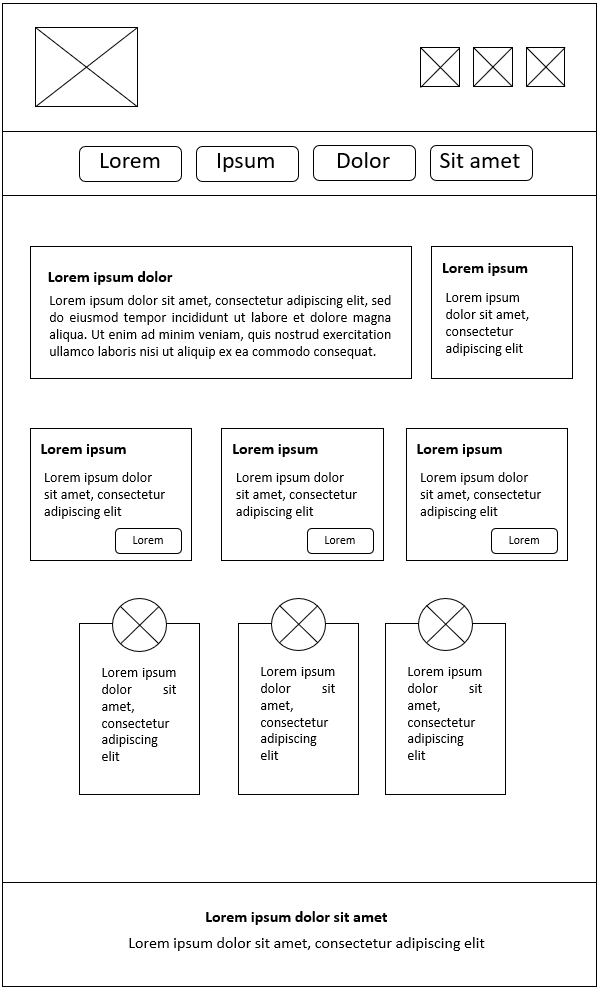 Lorem
Ipsum
Dolor
Sit amet
Lorem ipsum dolor
Lorem ipsum dolor sit amet, consectetur adipiscing elit, sed
do eiusmod tempor incididunt ut labore et dolore magna
aliqua. Ut enim ad minim veniam, quis nostrud exercitation
ullamco laboris nisi ut aliquip ex ea commodo consequat.
Lorem ipsum
Lorem ipsum
dolor sit amet,
consectetur
adipiscing elit
Lorem ipsum
Lorem ipsum dolor
sit amet, consectetur
adipiscing elit
Lorem
Lorem ipsum
Lorem ipsum dolor
sit amet, consectetur
adipiscing elit
Lorem
Lorem ipsum
Lorem ipsum dolor
sit amet, consectetur
adipiscing elit
Lorem
Lorem ipsum
dolor sit
amet,
consectetur
adipiscing
elit
Lorem ipsum
dolor sit
amet,
consectetur
adipiscing
elit
Lorem ipsum
dolor sit
amet,
consectetur
adipiscing
elit
Lorem ipsum dolor sit amet
Lorem ipsum dolor sit amet, consectetur adipiscing elit